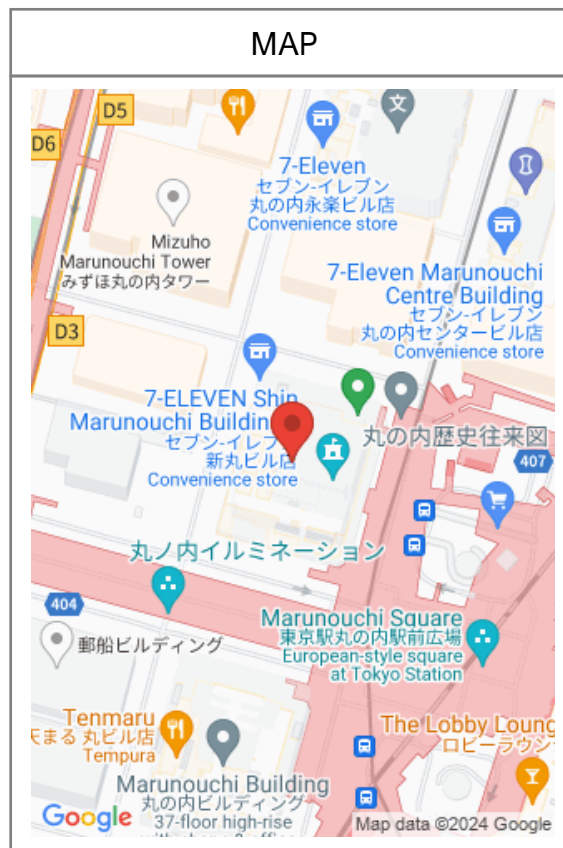 MAP
D5
D6
7-Eleven
セブン-イレブン
丸の内永楽ビル店
Convenience store
Mizuho
Marunouchi Tower
みずほ丸の内タワー
7-Eleven Marunouchi
Centre Building
セブン-イレブン
丸の内センタービル店
Convenience store
D3
7-ELEVEN Shin
Marunouchi Building
セブン-イレブン
新丸ビル店
Convenience store
丸の内歴史往来図
407
丸ノ内イルミネーション
404
郵船ビルディング
Marunouchi Square
東京駅丸の内駅前広場
European-style square
at Tokyo Station
Tenmaru
天まる 丸ビル店
Tempura
The Lobby Loung
ロビーラウン
Marunouchi Building
丸の内ビルディング
37-floor high-rise
Google
Map data ©2024 Google